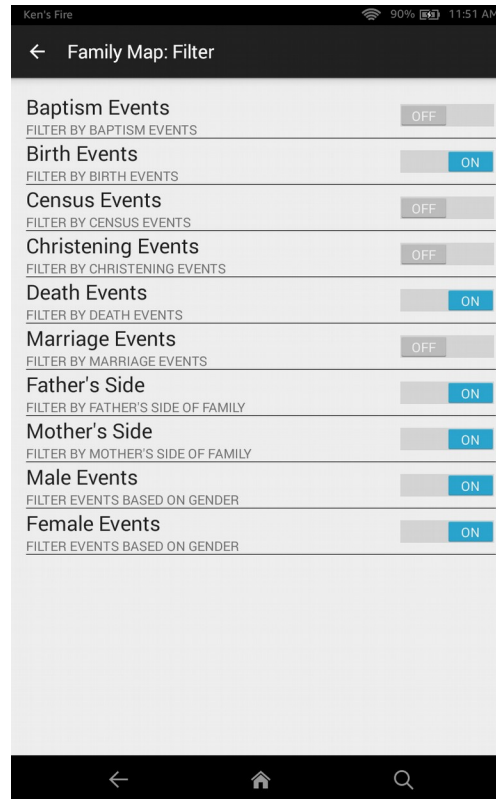 Ken's Fire 90% 11:51 AM
Family Map: Filter
Baptism Events
OFF
FILTER BY BAPTISM EVENTS
Birth Events
ON
FILTER BY BIRTH EVENTS
Census Events
OFF
FILTER BY CENSUS EVENTS
Christening Events
OFF
FILTER BY CHRISTENING EVENTS
Death Events
ON
FILTER BY DEATH EVENTS
Marriage Events
OFF
FILTER BY MARRIAGE EVENTS
Father's Side
ON
FILTER BY FATHER'S SIDE OF FAMILY
Mother's Side
ON
FILTER BY MOTHER'S SIDE OF FAMILY
Male Events
ON
FILTER EVENTS BASED ON GENDER
Female Events
ON
FILTER EVENTS BASED ON GENDER